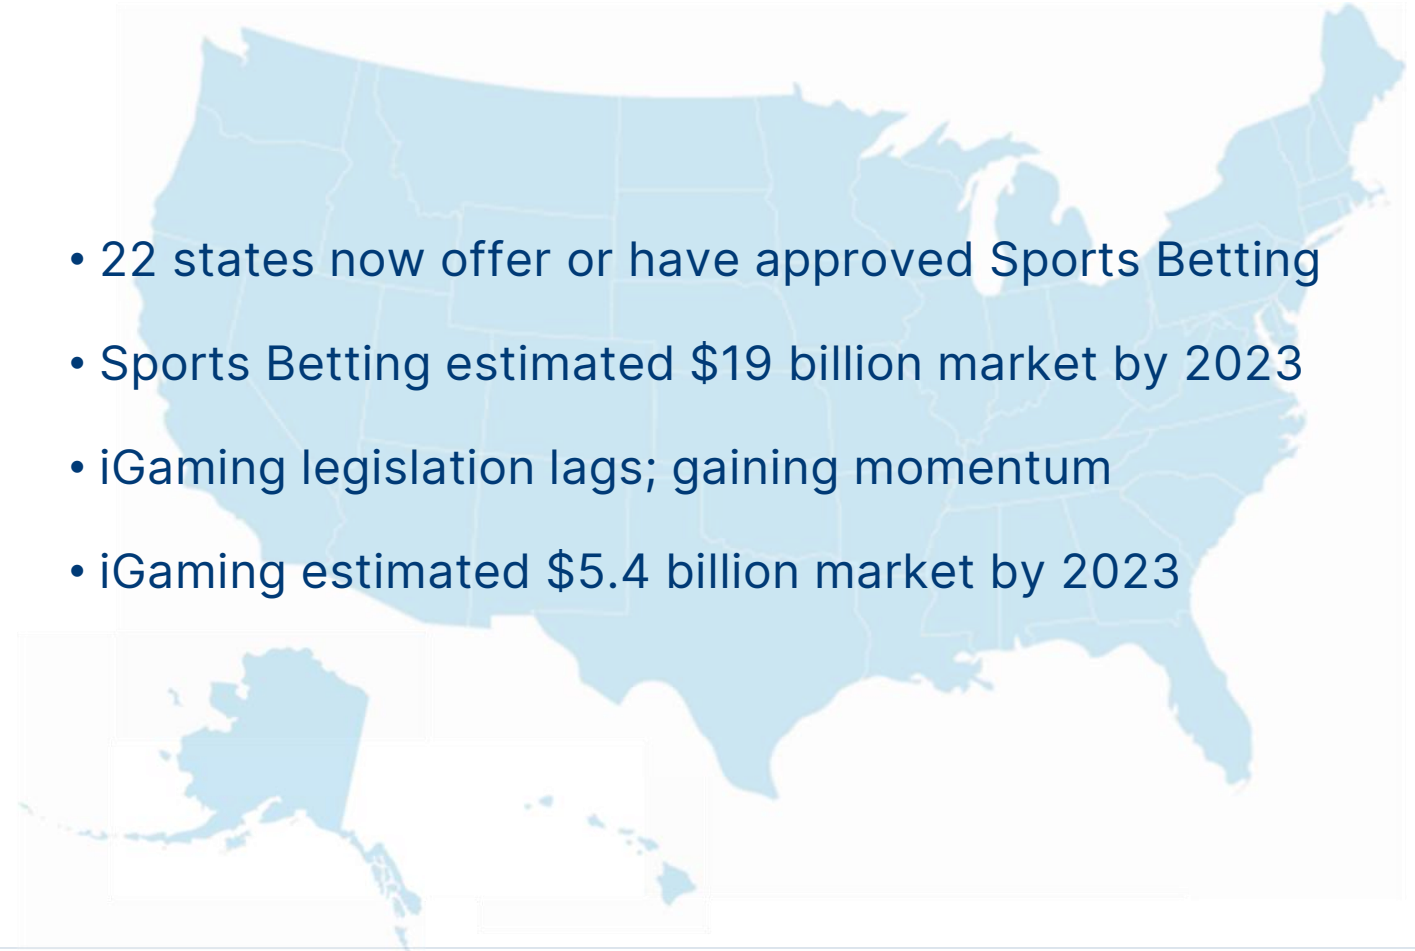 • 22 states now offer or have approved Sports Betting
• Sports Betting estimated $19 billion market by 2023
• iGaming legislation lags; gaining momentum
• iGaming estimated $5.4 billion market by 2023